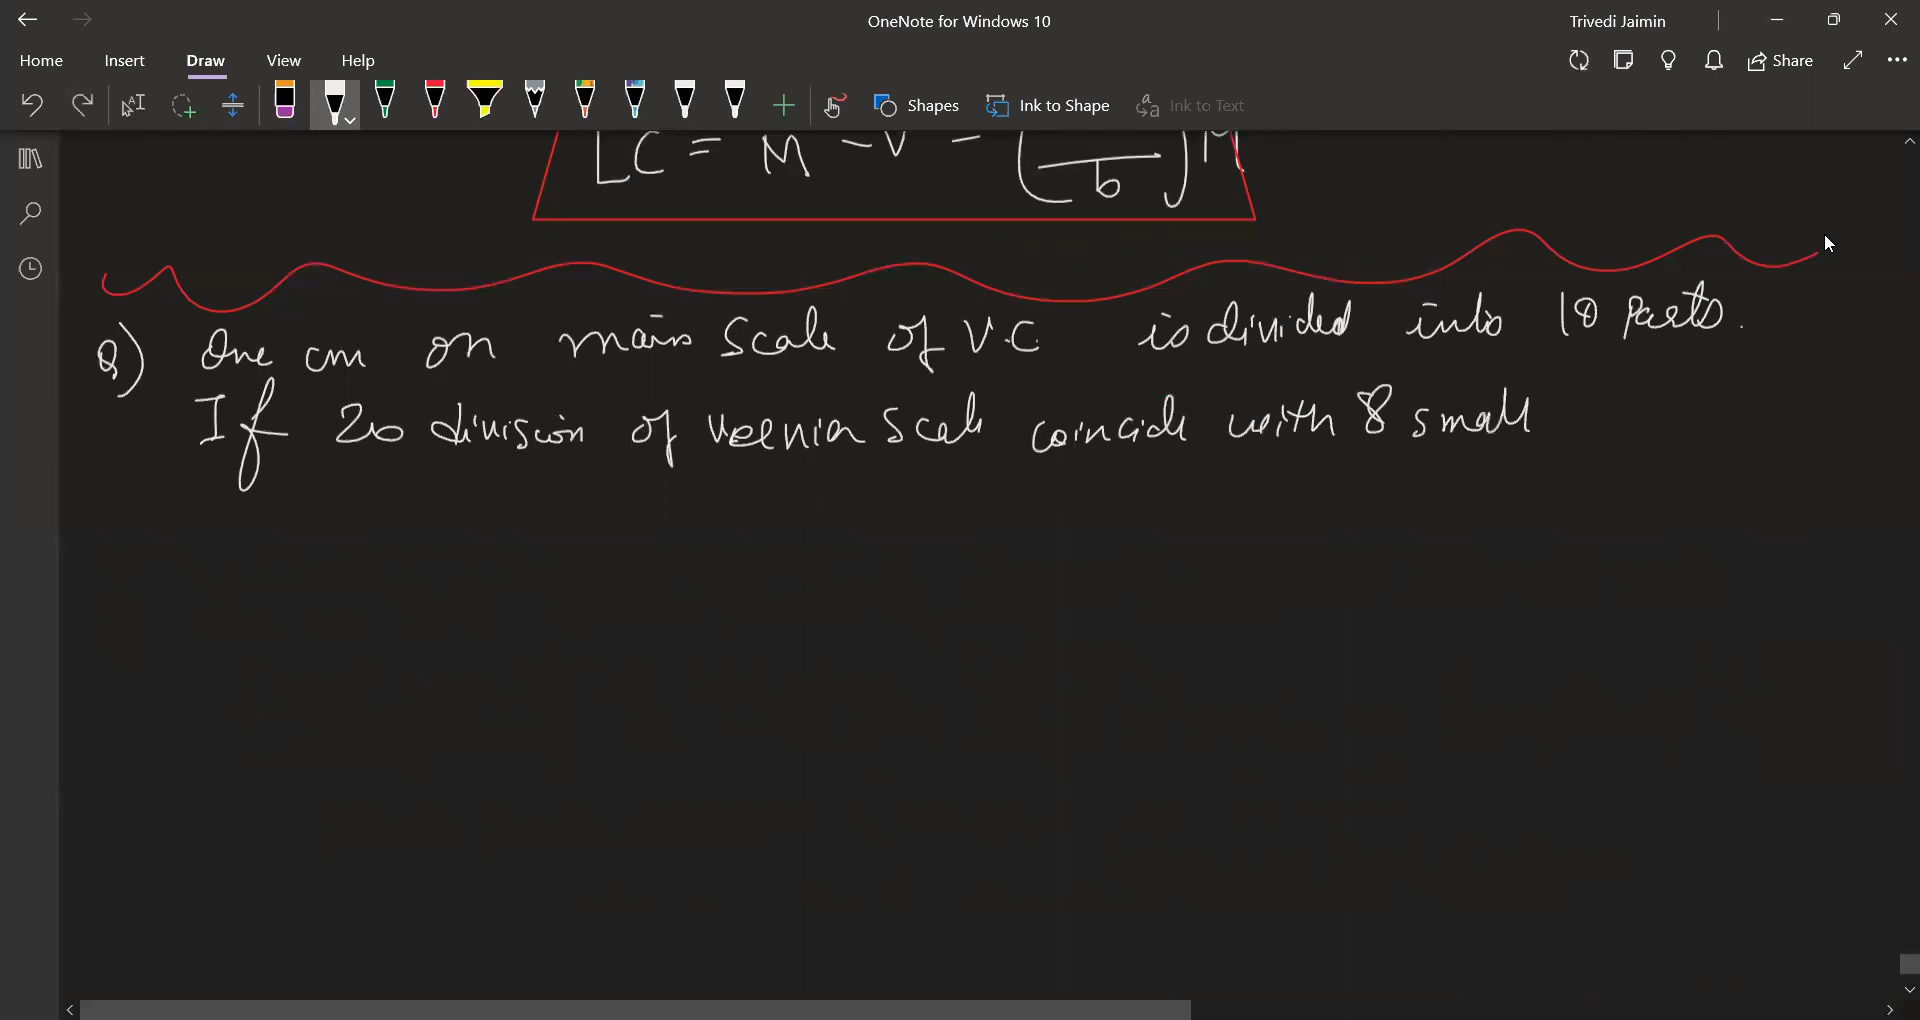 OneNote for Windows 10
Trivedi Jaimin
Home Insert Draw View Help
Share
Shapes Ink to Shape Ink to Text
LC = M - V = ( / b ) M
Q) One cm on main scale of V.C. is divided into 10 parts.
If 20 division of vernier scale coincide with 8 small